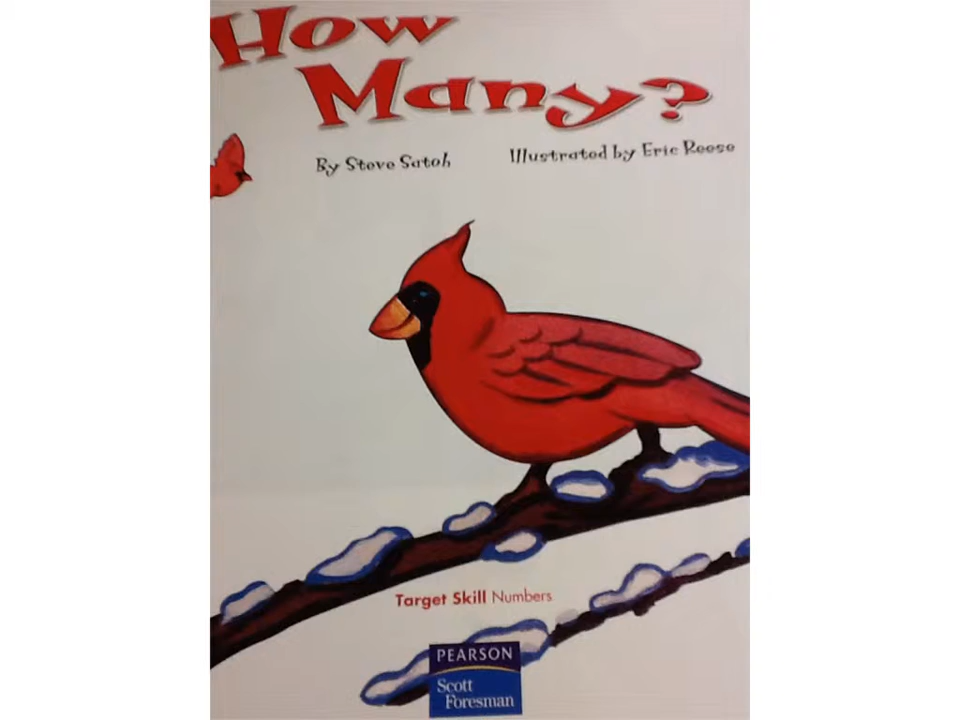 How
Many?
By Steve Satoh Illustrated by Eric Reese
Target Skill Numbers
PEARSON
Scott
Foresman